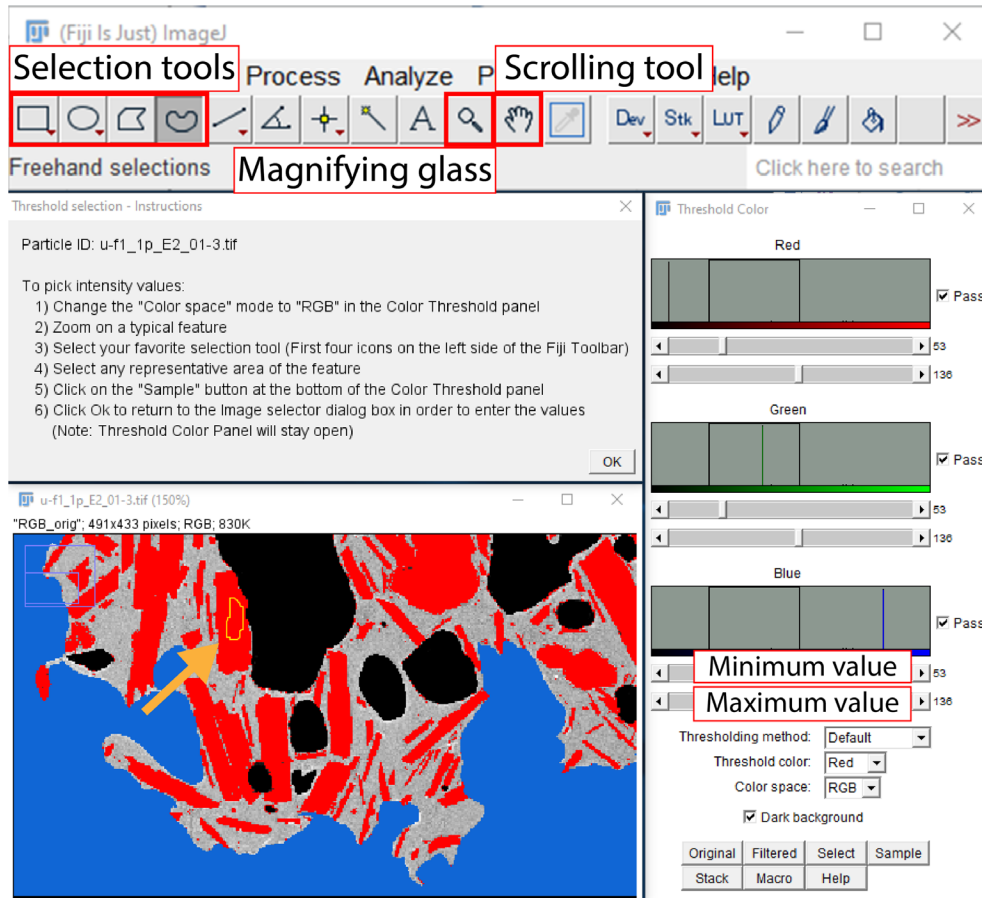 (Fiji Is Just) ImageJ
Selection tools
Process Analyze P
Scrolling tool
Help
A
Dev
Stk
LUT
>>
Freehand selections
Magnifying glass
Click here to search
Threshold selection - Instructions
Particle ID: u-f1_1p_E2_01-3.tif
To pick intensity values:
1) Change the "Color space" mode to "RGB" in the Color Threshold panel
2) Zoom on a typical feature
3) Select your favorite selection tool (First four icons on the left side of the Fiji Toolbar)
4) Select any representative area of the feature
5) Click on the "Sample" button at the bottom of the Color Threshold panel
6) Click Ok to return to the Image selector dialog box in order to enter the values
(Note: Threshold Color Panel will stay open)
OK
u-f1_1p_E2_01-3.tif (150%)
"RGB_orig"; 491x433 pixels; RGB; 830K
Threshold Color
Red
Pass
53
136
Green
Pass
53
136
Blue
Pass
Minimum value
53
Maximum value
136
Thresholding method: Default
Threshold color: Red
Color space: RGB
Dark background
Original Filtered Select Sample
Stack Macro Help